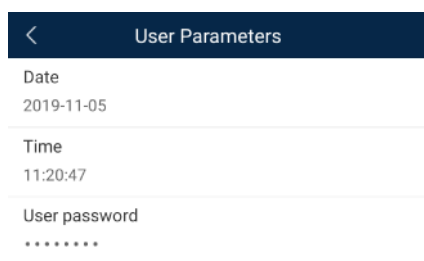 User Parameters
Date
2019-11-05
Time
11:20:47
User password
••••••••